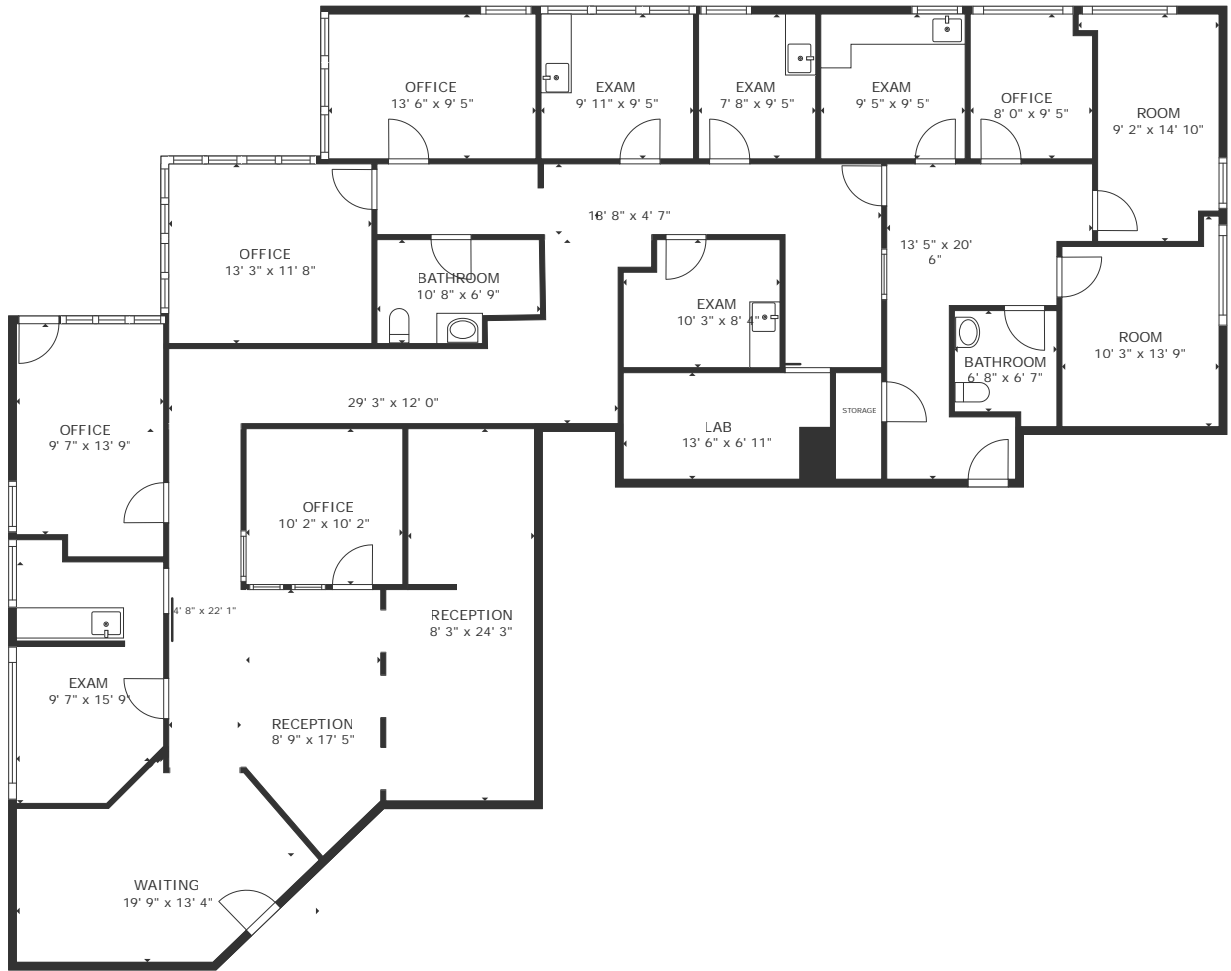 OFFICE
13' 6" x 9' 5"
EXAM
9' 11" x 9' 5"
EXAM
7' 8" x 9' 5"
EXAM
9' 5" x 9' 5"
OFFICE
8' 0" x 9' 5"
ROOM
9' 2" x 14' 10"
18' 8" x 4' 7"
OFFICE
13' 3" x 11' 8"
BATHROOM
10' 8" x 6' 9"
13' 5" x 20'
6"
EXAM
10' 3" x 8' 4"
ROOM
10' 3" x 13' 9"
BATHROOM
6' 8" x 6' 7"
29' 3" x 12' 0"
STORAGE
LAB
13' 6" x 6' 11"
OFFICE
9' 7" x 13' 9"
OFFICE
10' 2" x 10' 2"
4' 8" x 22' 1"
RECEPTION
8' 3" x 24' 3"
EXAM
9' 7" x 15' 9"
RECEPTION
8' 9" x 17' 5"
WAITING
19' 9" x 13' 4"